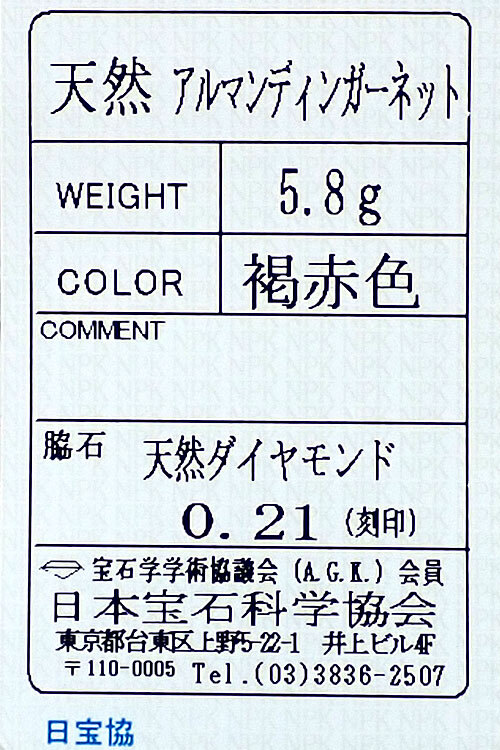 天然 アルマンディンガーネット
WEIGHT 5.8g
COLOR 褐赤色
COMMENT
脇石 天然ダイヤモンド
0.21 (刻印)
宝石学学術協議会 (A.G.K.) 会員
日本宝石科学協会
東京都台東区上野5-22-1 井上ビル4F
〒110-0005 Tel.(03)3836-2507
日宝協